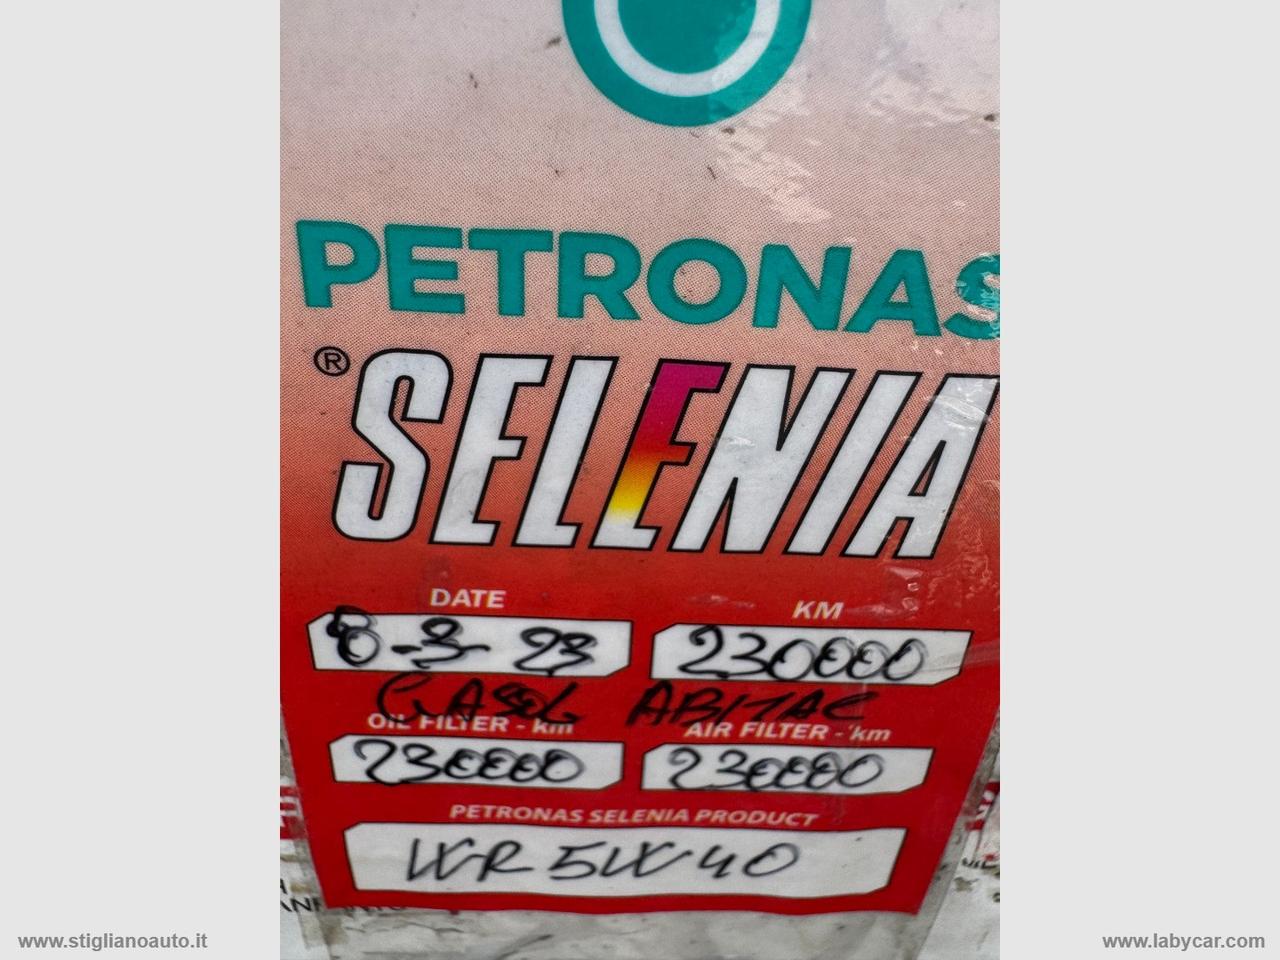 PETRONAS
® SELENIA
DATE KM
8-3-23 230000
GASOL ABITAC
OIL FILTER - km AIR FILTER - km
230000 230000
PETRONAS SELENIA PRODUCT
WR 5W40
www.stiglianoauto.it www.labycar.com